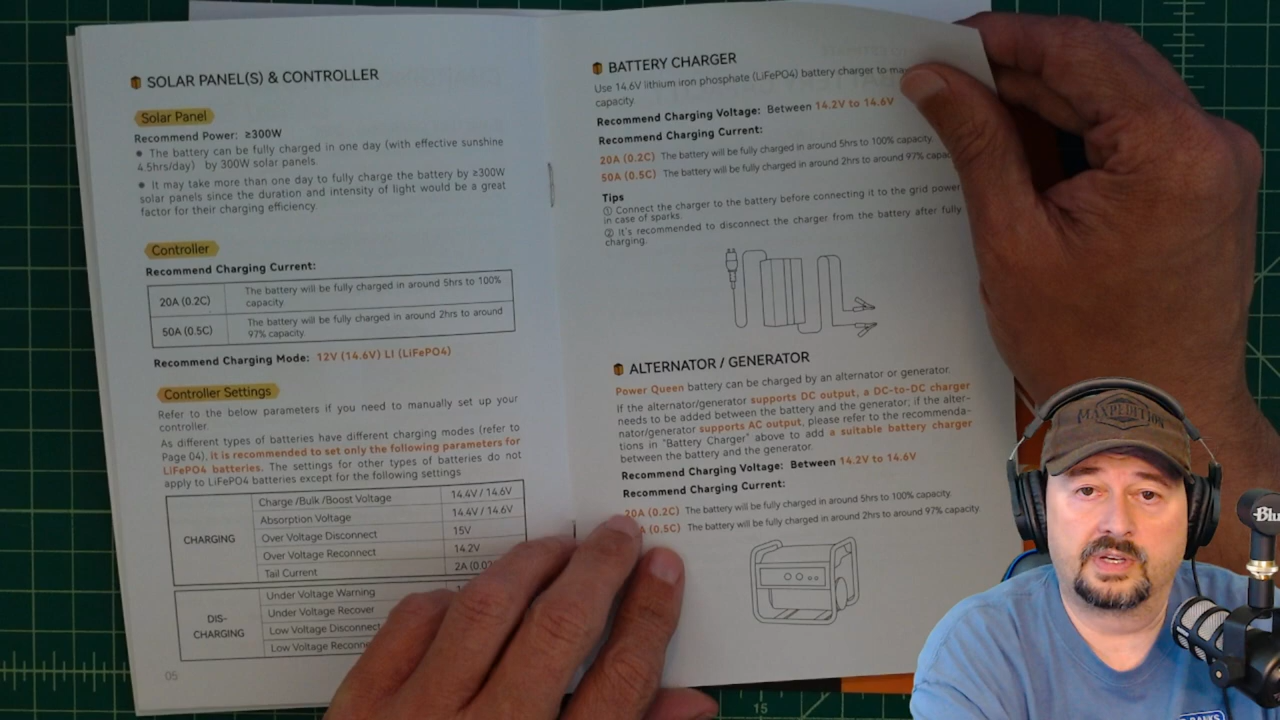 SOLAR PANEL(S) & CONTROLLER
Solar Panel
Recommend Power: ≥300W
● The battery can be fully charged in one day (with effective sunshine
4.5hrs/day) by 300W solar panels.
● It may take more than one day to fully charge the battery by ≥300W
solar panels since the duration and intensity of light would be a great
factor for their charging efficiency.
Controller
Recommend Charging Current:
20A (0.2C) The battery will be fully charged in around 5hrs to 100%
capacity
50A (0.5C) The battery will be fully charged in around 2hrs to around
97% capacity.
Recommend Charging Mode: 12V (14.6V) LI (LiFePO4)
Controller Settings
Refer to the below parameters if you need to manually set up your
controller.
As different types of batteries have different charging modes (refer to
Page 04), it is recommended to set only the following parameters for
LiFePO4 batteries. The settings for other types of batteries do not
apply to LiFePO4 batteries except for the following settings
CHARGING
Charge /Bulk /Boost Voltage 14.4V / 14.6V
Absorption Voltage 14.4V / 14.6V
Over Voltage Disconnect 15V
Over Voltage Reconnect 14.2V
Tail Current 2A
DIS-
CHARGING
Under Voltage Warning
Under Voltage Recover
Low Voltage Disconnect
Low Voltage
05
BATTERY CHARGER
Use 14.6V lithium iron phosphate (LiFePO4) battery charger to
capacity
Recommend Charging Voltage: Between 14.2V to 14.6V
Recommend Charging Current:
20A (0.2C) The battery will be fully charged in around 5hrs to 100% capacity.
50A (0.5C) The battery will be fully charged in around 2hrs to around 97%
Tips
① Connect the charger to the battery before connecting it to the grid power
in case of sparks.
② It's recommended to disconnect the charger from the battery after fully
charging.
ALTERNATOR / GENERATOR
Power Queen battery can be charged by an alternator or generator.
If the alternator/generator supports DC output, a DC-to-DC charger
needs to be added between the battery and the generator; if the alter-
nator/generator supports AC output, please refer to the recommenda-
tions in "Battery Charger" above to add a suitable battery charger
between the battery and the generator.
Recommend Charging Voltage: Between 14.2V to 14.6V
Recommend Charging Current:
20A (0.2C) The battery will be fully charged in around 5hrs to 100% capacity.
(0.5C) The battery will be fully charged in around 2hrs to around 97% capacity.
15
MAXPEDITION
Blu